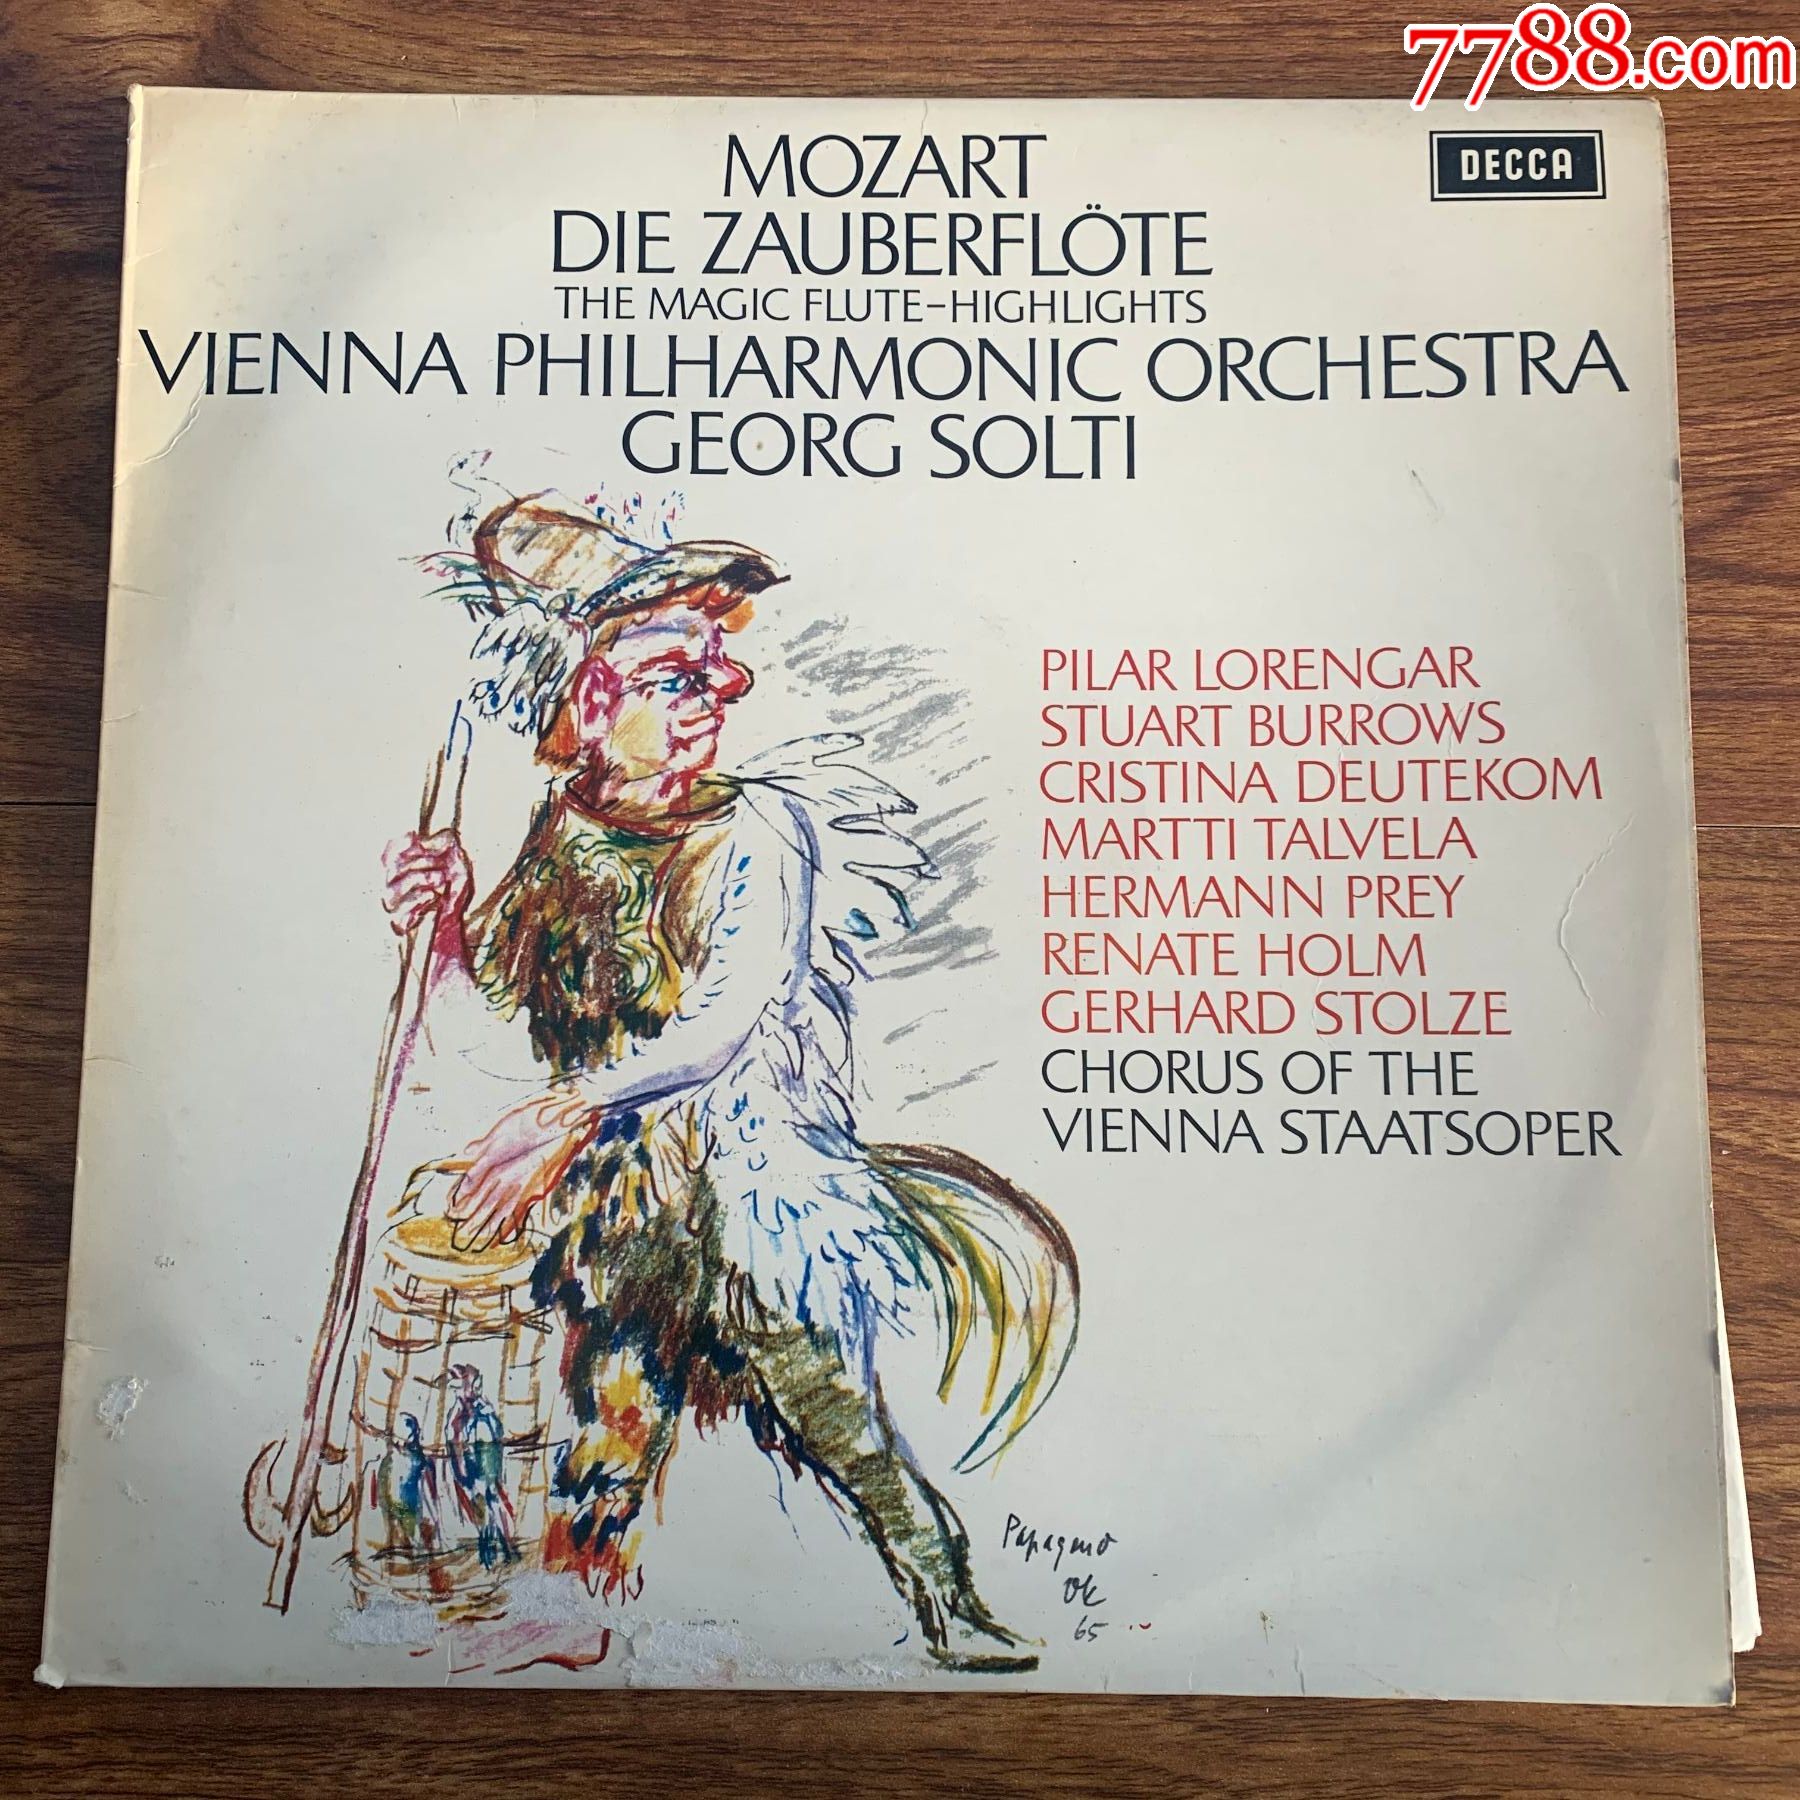 7788.com
DECCA
MOZART
DIE ZAUBERFLÖTE
THE MAGIC FLUTE–HIGHLIGHTS
VIENNA PHILHARMONIC ORCHESTRA
GEORG SOLTI
PILAR LORENGAR
STUART BURROWS
CRISTINA DEUTEKOM
MARTTI TALVELA
HERMANN PREY
RENATE HOLM
GERHARD STOLZE
CHORUS OF THE
VIENNA STAATSOPER
Papageno
OK
65